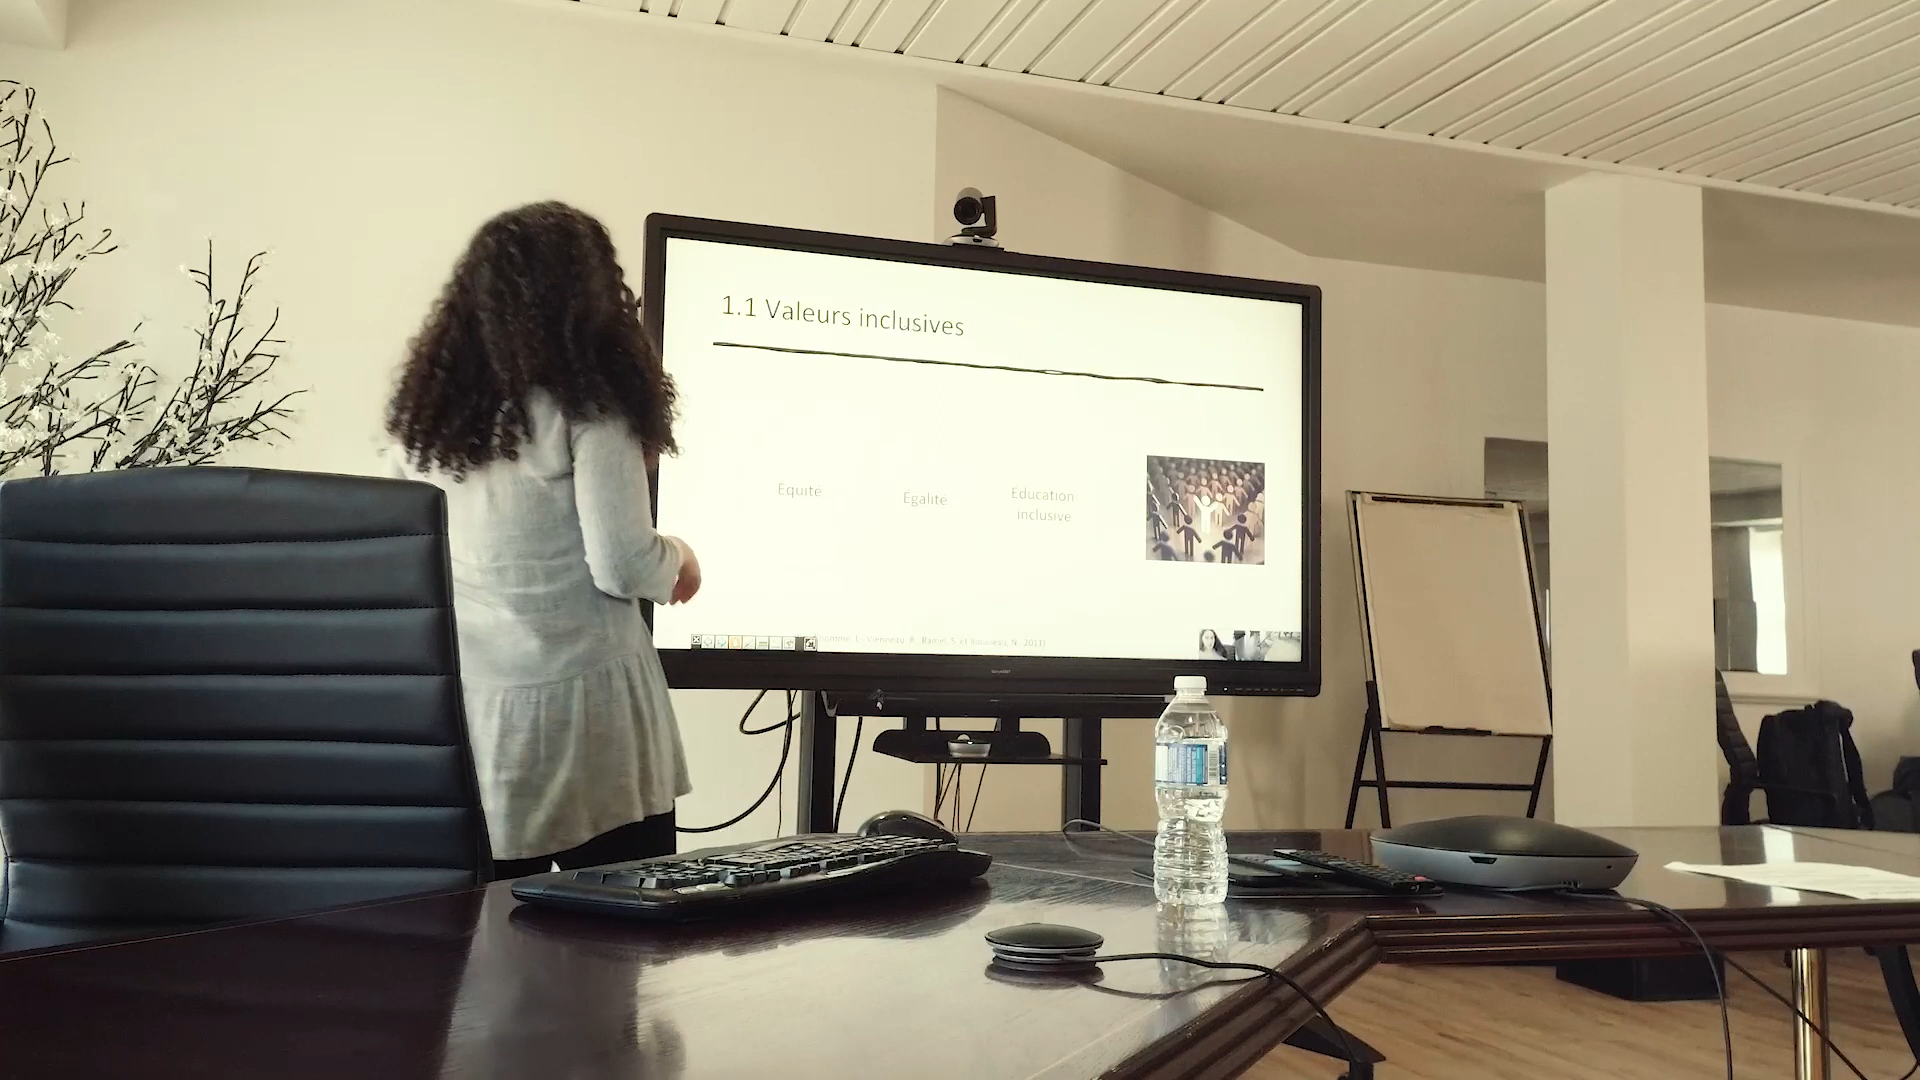 1.1 Valeurs inclusives
Equité
Égalité
Education
inclusive